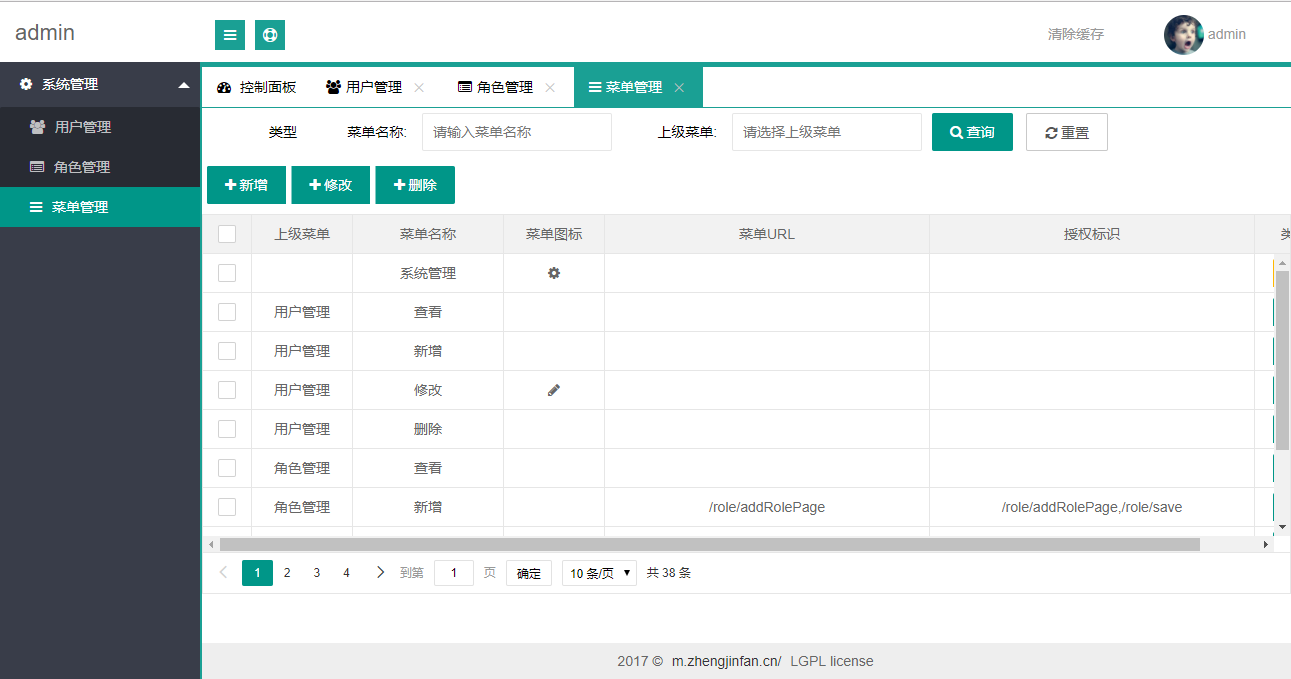 admin
清除缓存 admin
系统管理
用户管理
角色管理
菜单管理
控制面板 用户管理 角色管理 菜单管理
类型 菜单名称: 请输入菜单名称 上级菜单: 请选择上级菜单 查询 重置
新增 修改 删除
上级菜单 菜单名称 菜单图标 菜单URL 授权标识
系统管理
用户管理 查看
用户管理 新增
用户管理 修改
用户管理 删除
角色管理 查看
角色管理 新增 /role/addRolePage /role/addRolePage,/role/save
1 2 3 4 到第 1 页 确定 10 条/页 共 38 条
2017 © m.zhengjinfan.cn/ LGPL license